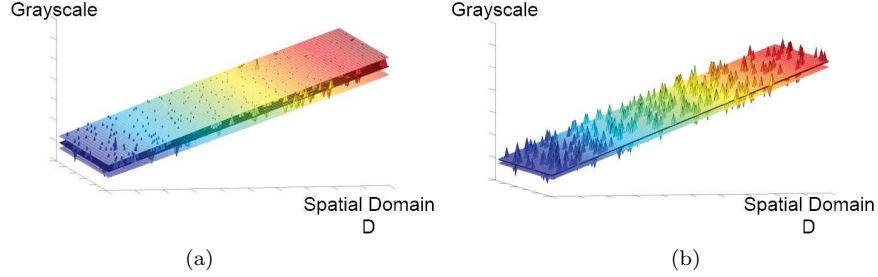 Grayscale
Spatial Domain
D
(a)
Grayscale
Spatial Domain
D
(b)